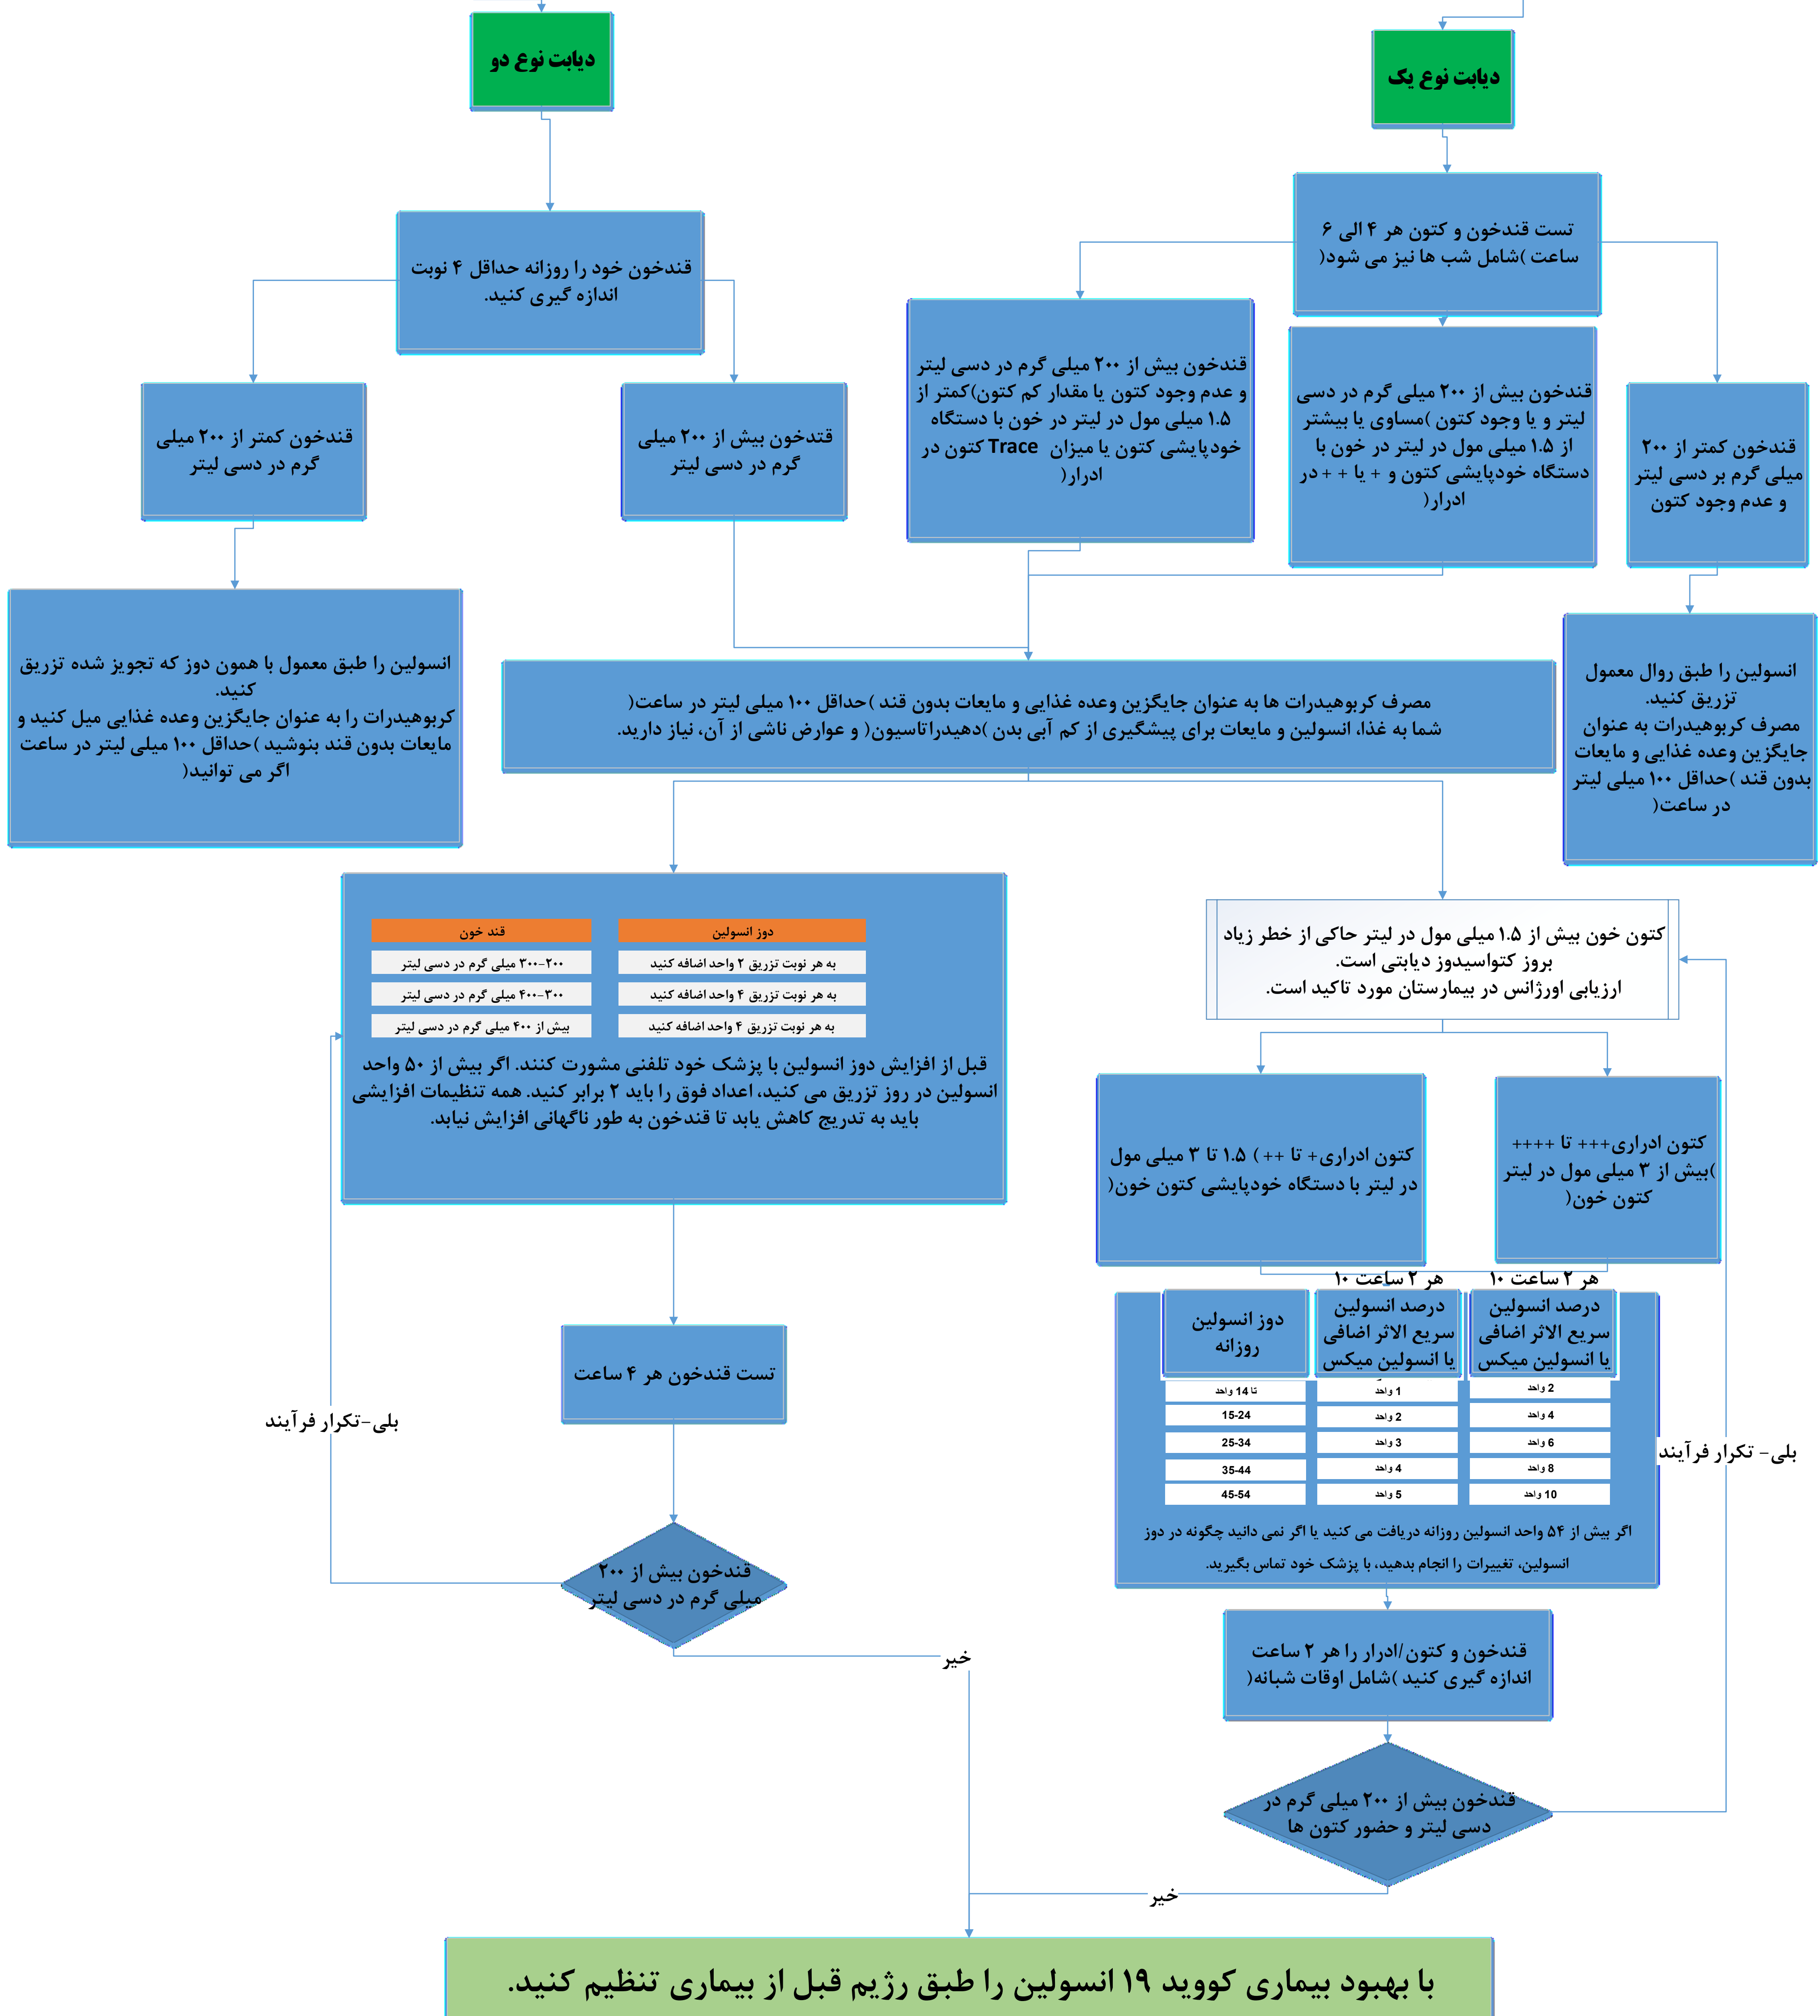 دیابت نوع یک
دیابت نوع دو
تست قندخون و کتون هر ۴ الی ۶
ساعت )شامل شب ها نیز می شود(
قندخون خود را روزانه حداقل ۴ نوبت
اندازه گیری کنید.
قندخون کمتر از ۲۰۰
میلی گرم بر دسی لیتر
و عدم وجود کتون
قندخون بیش از ۲۰۰ میلی گرم در دسی
لیتر و یا وجود کتون )مساوی یا بیشتر
از ۱.۵ میلی مول در لیتر در خون با
دستگاه خودپایشی کتون و + یا + + در
ادرار(
قندخون بیش از ۲۰۰ میلی گرم در دسی لیتر
و عدم وجود کتون یا مقدار کم کتون)کمتر از
۱.۵ میلی مول در لیتر در خون با دستگاه
خودپایشی کتون یا میزان Trace کتون در
ادرار(
قتدخون بیش از ۲۰۰ میلی
گرم در دسی لیتر
قندخون کمتر از ۲۰۰ میلی
گرم در دسی لیتر
انسولین را طبق روال معمول
تزریق کنید.
مصرف کربوهیدرات به عنوان
جایگزین وعده غذایی و مایعات
بدون قند )حداقل ۱۰۰ میلی لیتر
در ساعت(
مصرف کربوهیدرات ها به عنوان جایگزین وعده غذایی و مایعات بدون قند )حداقل ۱۰۰ میلی لیتر در ساعت(
شما به غذا، انسولین و مایعات برای پیشگیری از کم آبی بدن )دهیدراتاسیون( و عوارض ناشی از آن، نیاز دارید.
انسولین را طبق معمول با همون دوز که تجویز شده تزریق
کنید.
کربوهیدرات را به عنوان جایگزین وعده غذایی میل کنید و
مایعات بدون قند بنوشید )حداقل ۱۰۰ میلی لیتر در ساعت
اگر می توانید(
کتون خون بیش از ۱.۵ میلی مول در لیتر حاکی از خطر زیاد
بروز کتواسیدوز دیابتی است.
ارزیابی اورژانس در بیمارستان مورد تاکید است.
دوز انسولین قند خون
به هر نوبت تزریق ۲ واحد اضافه کنید ۲۰۰-۳۰۰ میلی گرم در دسی لیتر
به هر نوبت تزریق ۴ واحد اضافه کنید ۳۰۰-۴۰۰ میلی گرم در دسی لیتر
به هر نوبت تزریق ۴ واحد اضافه کنید بیش از ۴۰۰ میلی گرم در دسی لیتر
قبل از افزایش دوز انسولین با پزشک خود تلفنی مشورت کنند. اگر بیش از ۵۰ واحد
انسولین در روز تزریق می کنید، اعداد فوق را باید ۲ برابر کنید. همه تنظیمات افزایشی
باید به تدریج کاهش یابد تا قندخون به طور ناگهانی افزایش نیابد.
کتون ادراری+++ تا ++++
)بیش از ۳ میلی مول در لیتر
کتون خون(
کتون ادراری+ تا ++ ) ۱.۵ تا ۳ میلی مول
در لیتر با دستگاه خودپایشی کتون خون(
هر ۲ ساعت ۱۰
درصد انسولین
سریع الاثر اضافی
یا انسولین میکس
هر ۲ ساعت ۱۰
درصد انسولین
سریع الاثر اضافی
یا انسولین میکس
دوز انسولین
روزانه
2 واحد 1 واحد تا 14 واحد
4 واحد 2 واحد 15-24
6 واحد 3 واحد 25-34
8 واحد 4 واحد 35-44
10 واحد 5 واحد 45-54
اگر بیش از ۵۴ واحد انسولین روزانه دریافت می کنید یا اگر نمی دانید چگونه در دوز
انسولین، تغییرات را انجام بدهید، با پزشک خود تماس بگیرید.
بلی- تکرار فرآیند
تست قندخون هر ۴ ساعت
بلی-تکرار فرآیند
قندخون بیش از ۲۰۰
میلی گرم در دسی لیتر
خیر
قندخون و کتون/ادرار را هر ۲ ساعت
اندازه گیری کنید )شامل اوقات شبانه(
قندخون بیش از ۲۰۰ میلی گرم در
دسی لیتر و حضور کتون ها
خیر
با بهبود بیماری کووید ۱۹ انسولین را طبق رژیم قبل از بیماری تنظیم کنید.